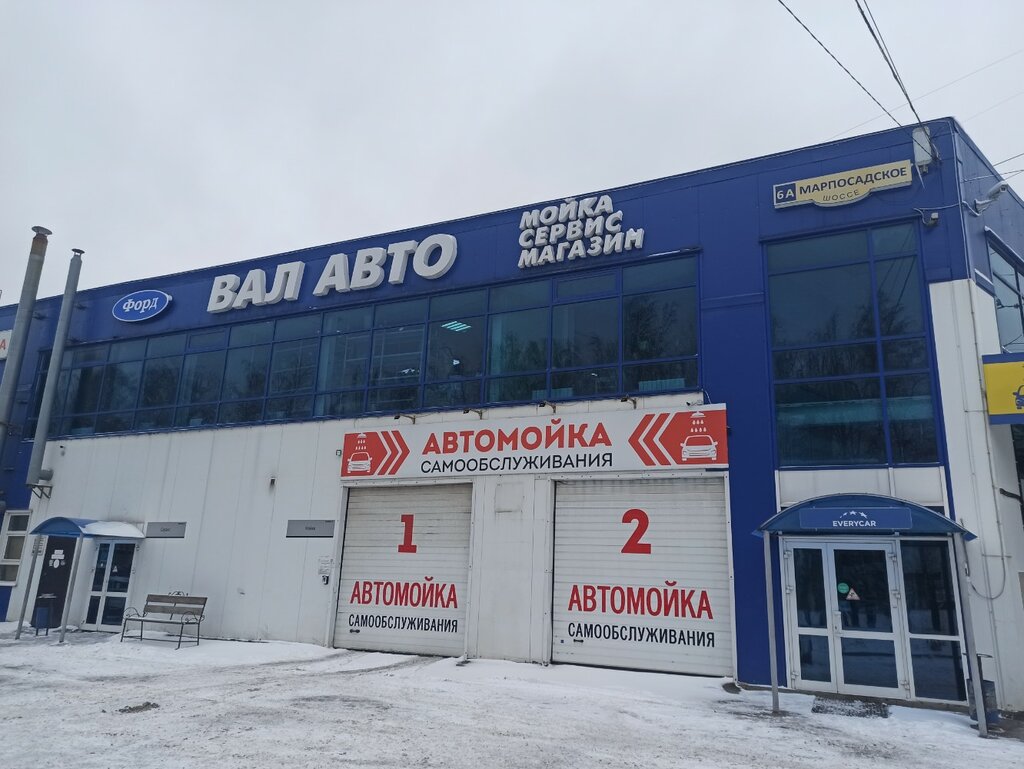 Форд
ВАЛ АВТО
МОЙКА
СЕРВИС
МАГАЗИН
6А МАРПОСАДСКОЕ
ШОССЕ
АВТОМОЙКА
САМООБСЛУЖИВАНИЯ
1
АВТОМОЙКА
САМООБСЛУЖИВАНИЯ
2
АВТОМОЙКА
САМООБСЛУЖИВАНИЯ
EVERYCAR